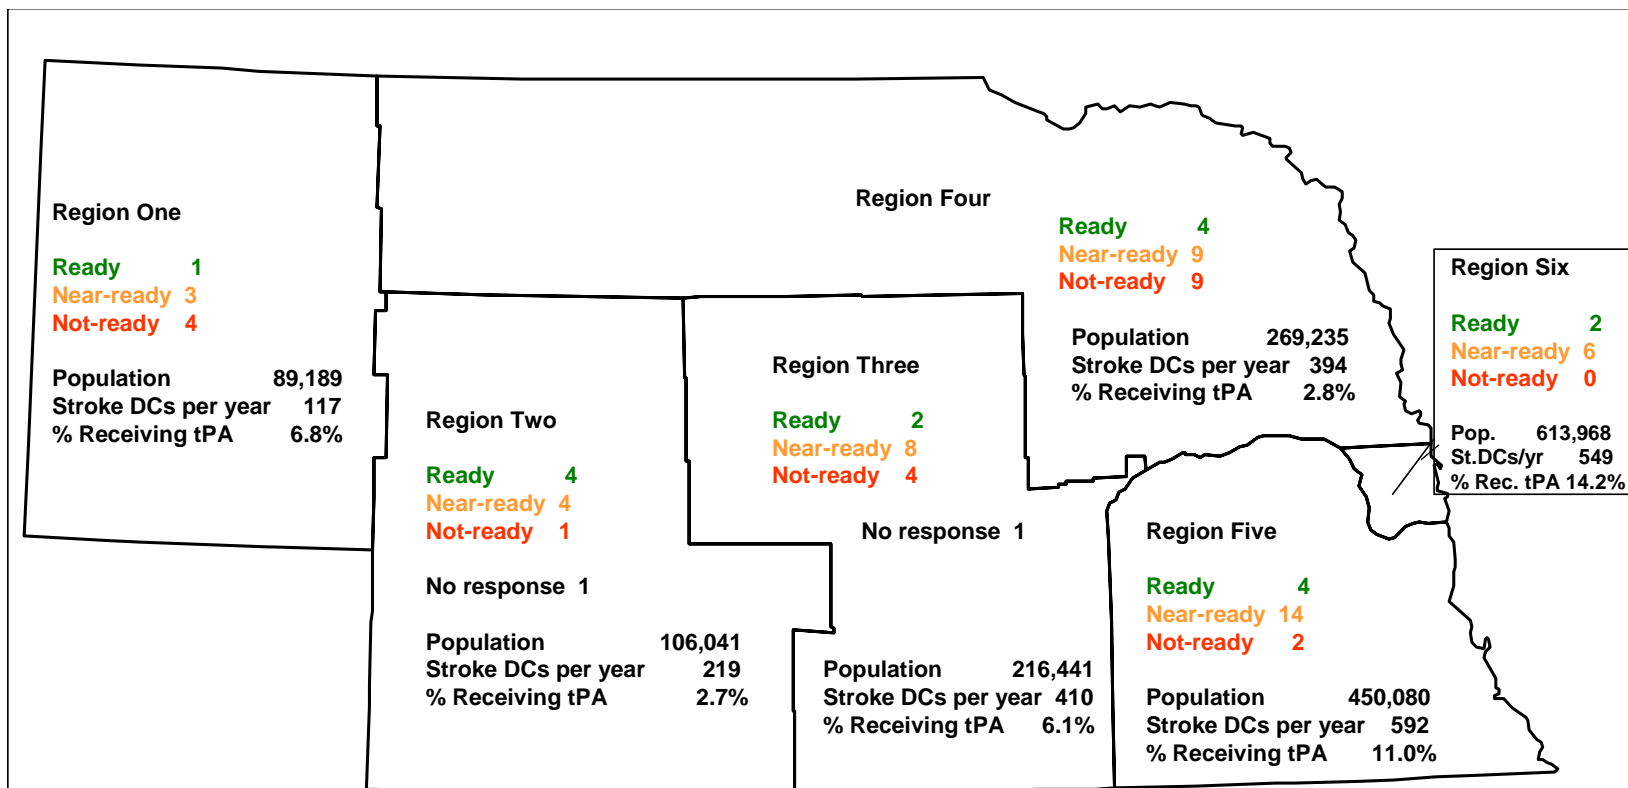 Region One
Ready 1
Near-ready 3
Not-ready 4
Population 89,189
Stroke DCs per year 117
% Receiving tPA 6.8%
Region Two
Ready 4
Near-ready 4
Not-ready 1
No response 1
Population 106,041
Stroke DCs per year 219
% Receiving tPA 2.7%
Region Three
Ready 2
Near-ready 8
Not-ready 4
No response 1
Population 216,441
Stroke DCs per year 410
% Receiving tPA 6.1%
Region Four
Ready 4
Near-ready 9
Not-ready 9
Population 269,235
Stroke DCs per year 394
% Receiving tPA 2.8%
Region Five
Ready 4
Near-ready 14
Not-ready 2
Population 450,080
Stroke DCs per year 592
% Receiving tPA 11.0%
Region Six
Ready 2
Near-ready 6
Not-ready 0
Pop. 613,968
St.DCs/yr 549
% Rec. tPA 14.2%